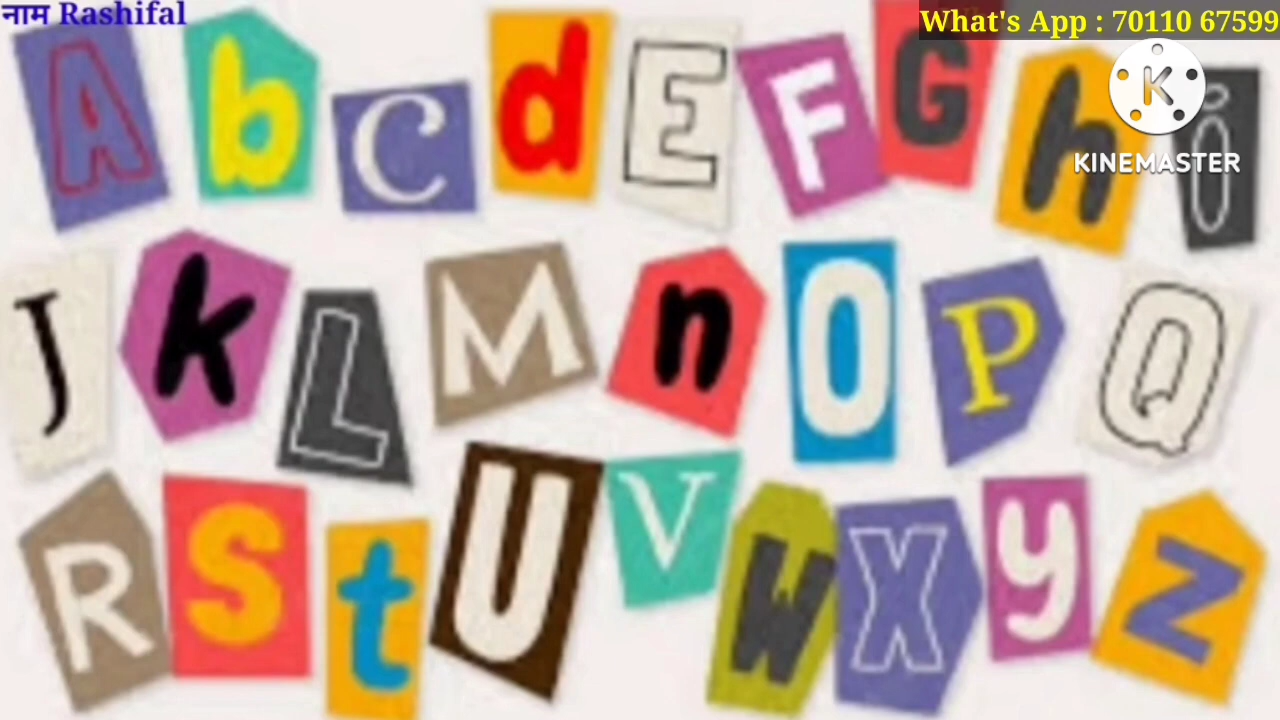 नाम Rashifal
What's App : 70110 67599
KINEMASTER
A b C d E F G h i
J k L M n O P Q
R S t U V W X y Z